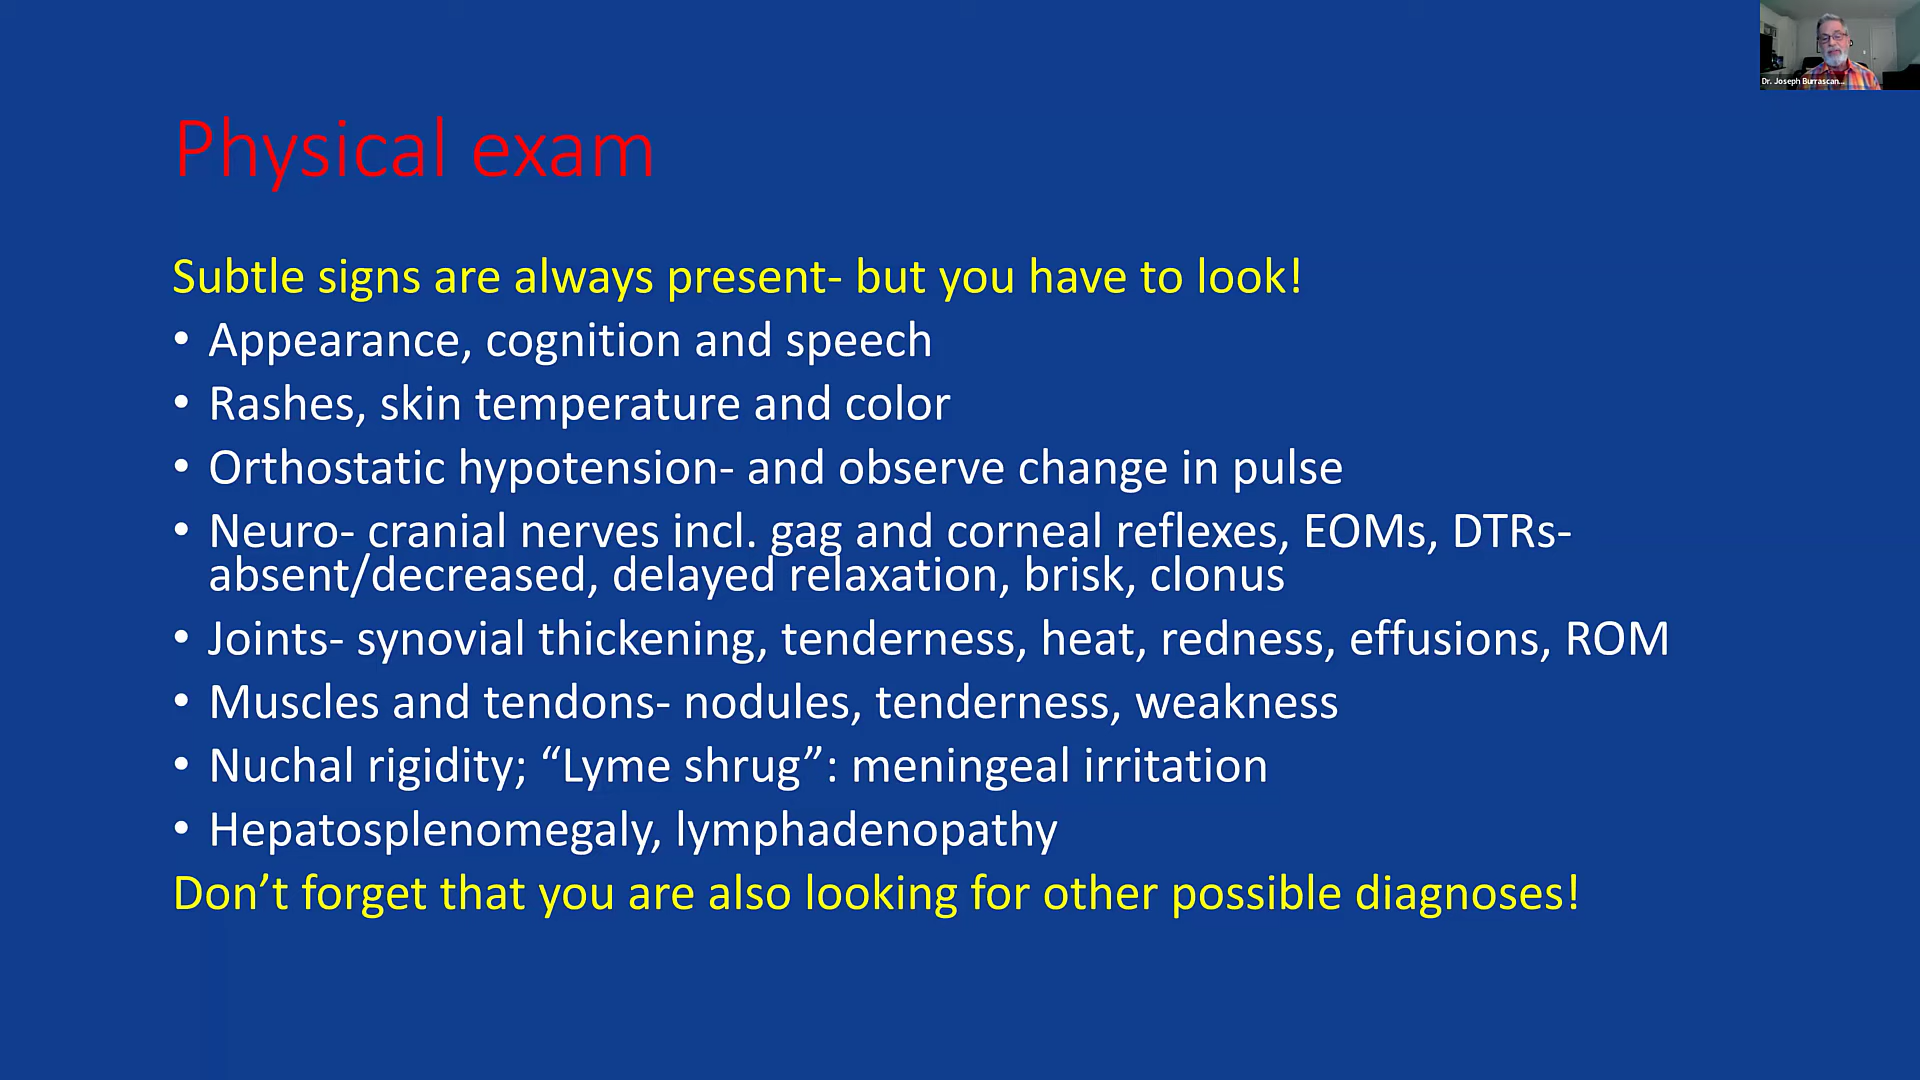 Dr. Joseph Burrascan...
Physical exam
Subtle signs are always present- but you have to look!
• Appearance, cognition and speech
• Rashes, skin temperature and color
• Orthostatic hypotension- and observe change in pulse
• Neuro- cranial nerves incl. gag and corneal reflexes, EOMs, DTRs-
absent/decreased, delayed relaxation, brisk, clonus
• Joints- synovial thickening, tenderness, heat, redness, effusions, ROM
• Muscles and tendons- nodules, tenderness, weakness
• Nuchal rigidity; “Lyme shrug”: meningeal irritation
• Hepatosplenomegaly, lymphadenopathy
Don’t forget that you are also looking for other possible diagnoses!